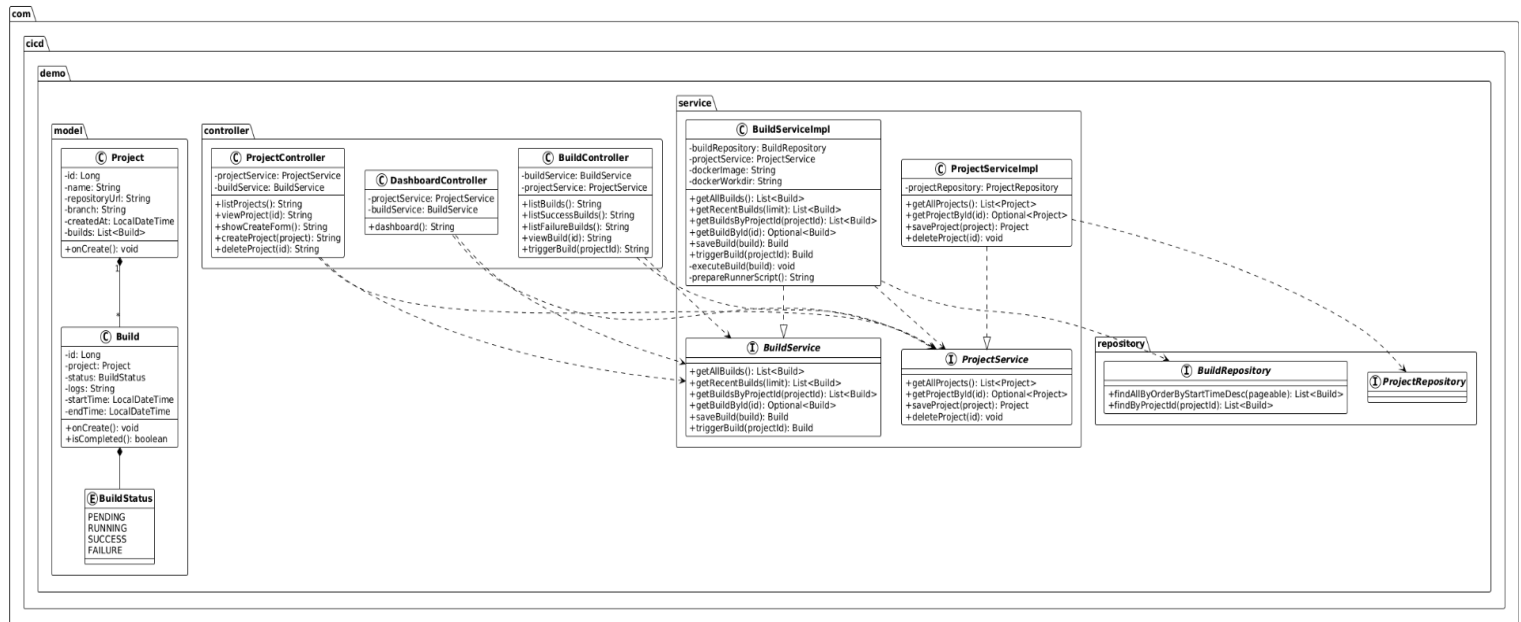 com
cicd
demo
model
C Project
-id: Long
-name: String
-repositoryUrl: String
-branch: String
-createdAt: LocalDateTime
-builds: List<Build>
+onCreate(): void
1
*
C Build
-id: Long
-project: Project
-status: BuildStatus
-logs: String
-startTime: LocalDateTime
-endTime: LocalDateTime
+onCreate(): void
+isCompleted(): boolean
E BuildStatus
PENDING
RUNNING
SUCCESS
FAILURE
controller
C ProjectController
-projectService: ProjectService
-buildService: BuildService
+listProjects(): String
+viewProject(id): String
+showCreateForm(): String
+createProject(project): String
+deleteProject(id): String
C DashboardController
-projectService: ProjectService
-buildService: BuildService
+dashboard(): String
C BuildController
-buildService: BuildService
-projectService: ProjectService
+listBuilds(): String
+listSuccessBuilds(): String
+listFailureBuilds(): String
+viewBuild(id): String
+triggerBuild(projectId): String
service
C BuildServiceImpl
-buildRepository: BuildRepository
-projectService: ProjectService
-dockerImage: String
-dockerWorkdir: String
+getAllBuilds(): List<Build>
+getRecentBuilds(limit): List<Build>
+getBuildsByProjectId(projectId): List<Build>
+getBuildById(id): Optional<Build>
+saveBuild(build): Build
+triggerBuild(projectId): Build
-executeBuild(build): void
-prepareRunnerScript(): String
C ProjectServiceImpl
-projectRepository: ProjectRepository
+getAllProjects(): List<Project>
+getProjectById(id): Optional<Project>
+saveProject(project): Project
+deleteProject(id): void
I BuildService
+getAllBuilds(): List<Build>
+getRecentBuilds(limit): List<Build>
+getBuildsByProjectId(projectId): List<Build>
+getBuildById(id): Optional<Build>
+saveBuild(build): Build
+triggerBuild(projectId): Build
I ProjectService
+getAllProjects(): List<Project>
+getProjectById(id): Optional<Project>
+saveProject(project): Project
+deleteProject(id): void
repository
I BuildRepository
+findAllByOrderByStartTimeDesc(pageable): List<Build>
+findByProjectId(projectId): List<Build>
I ProjectRepository